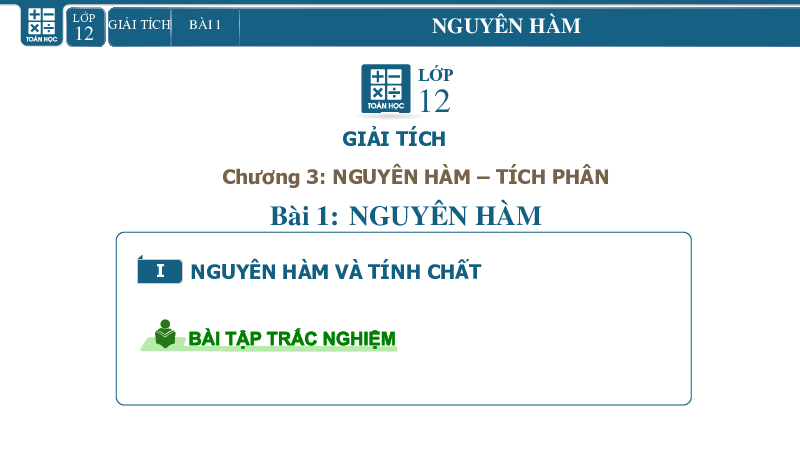 TOÁN HỌC
LỚP
12
GIẢI TÍCH
BÀI 1
NGUYÊN HÀM
TOÁN HỌC
LỚP
12
GIẢI TÍCH
Chương 3: NGUYÊN HÀM – TÍCH PHÂN
Bài 1: NGUYÊN HÀM
I NGUYÊN HÀM VÀ TÍNH CHẤT
BÀI TẬP TRẮC NGHIỆM